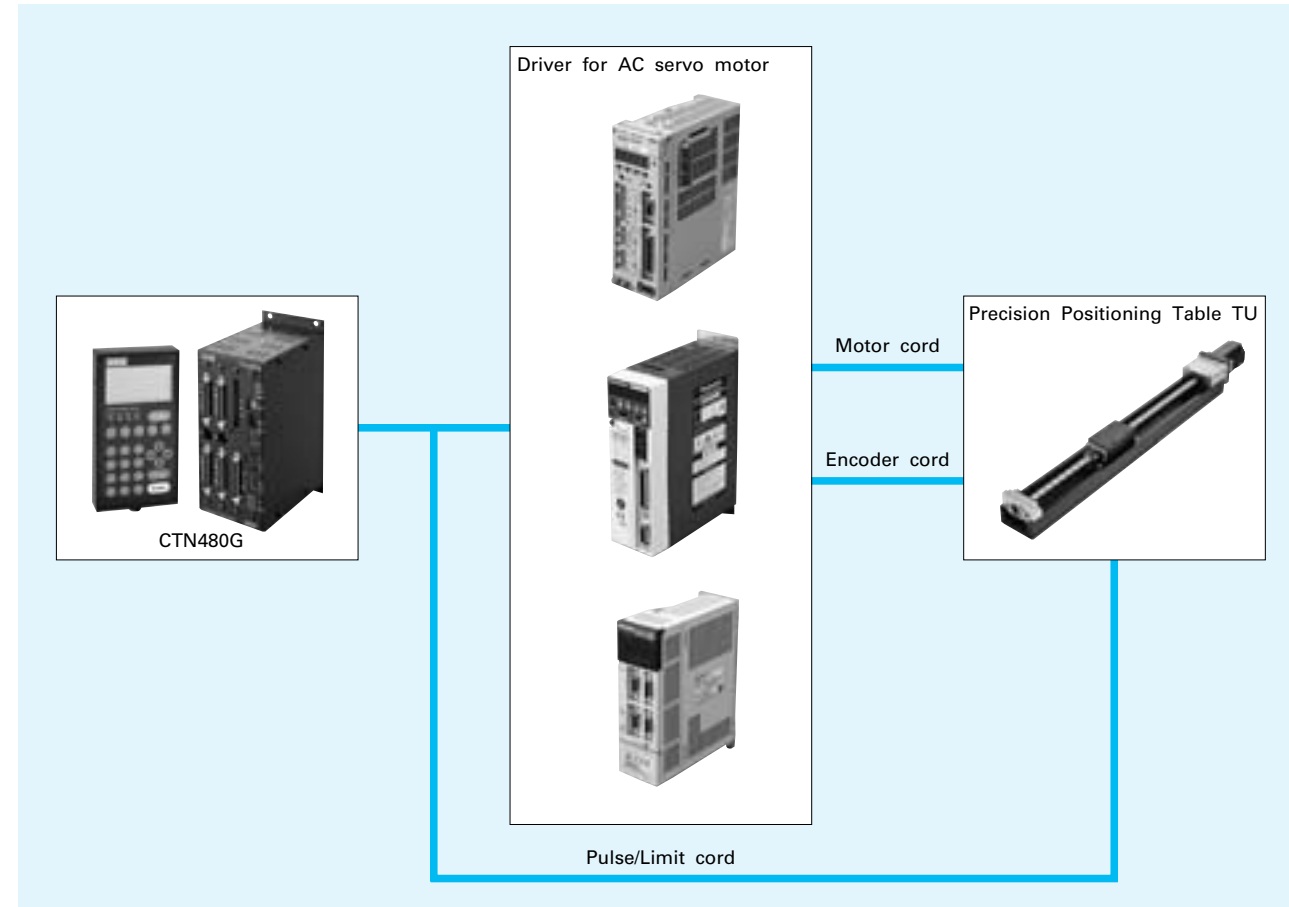 Driver for AC servo motor
Precision Positioning Table TU
Motor cord
Encoder cord
CTN480G
Pulse/Limit cord